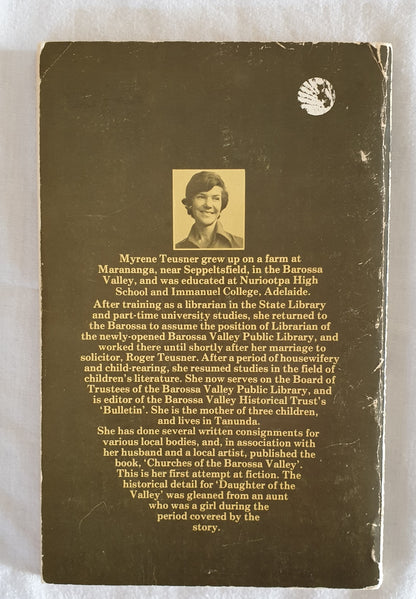 Myrene Teusner grew up on a farm at
Marananga, near Seppeltsfield, in the Barossa
Valley, and was educated at Nuriootpa High
School and Immanuel College, Adelaide.
After training as a librarian in the State Library
and part-time university studies, she returned to
the Barossa to assume the position of Librarian of
the newly-opened Barossa Valley Public Library, and
worked there until shortly after her marriage to
solicitor, Roger Teusner. After a period of housewifery
and child-rearing, she resumed studies in the field of
children's literature. She now serves on the Board of
Trustees of the Barossa Valley Public Library, and
is editor of the Barossa Valley Historical Trust's
'Bulletin'. She is the mother of three children,
and lives in Tanunda.
She has done several written consignments for
various local bodies, and, in association with
her husband and a local artist, published the
book, 'Churches of the Barossa Valley'.
This is her first attempt at fiction. The
historical detail for 'Daughter of the
Valley' was gleaned from an aunt
who was a girl during the
period covered by the
story.